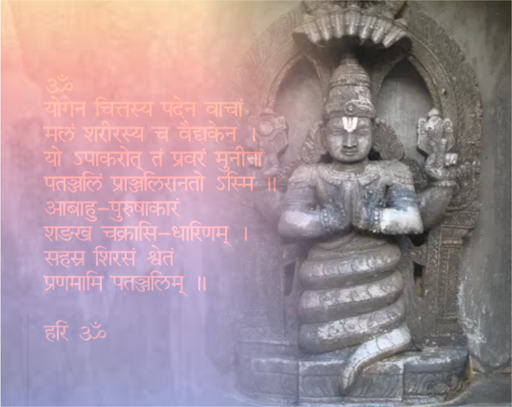 ॐ
योगेन चित्तस्य पदेन वाचां
मलं शरीरस्य च वैद्यकेन ।
यो ऽपाकरोत् तं प्रवरं मुनीनां
पतञ्जलिं प्राञ्जलिरानतो ऽस्मि ॥
आबाहु-पुरुषाकारं
शङख चक्रासि-धारिणम् ।
सहस्र शिरसं श्वेतं
प्रणमामि पतञ्जलिम् ॥
हरि ॐ